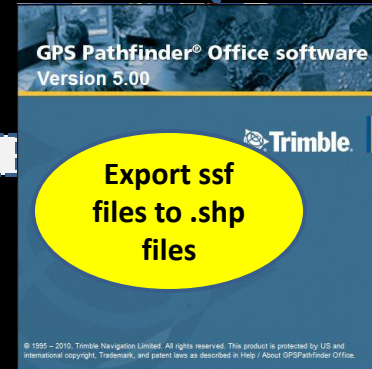 GPS Pathfinder® Office software
Version 5.00
Trimble.
Export ssf
files to .shp
files
© 1995 – 2010, Trimble Navigation Limited. All rights reserved. This product is protected by US and
international copyright, Trademark, and patent laws as described in Help / About GPSPathfinder Office.